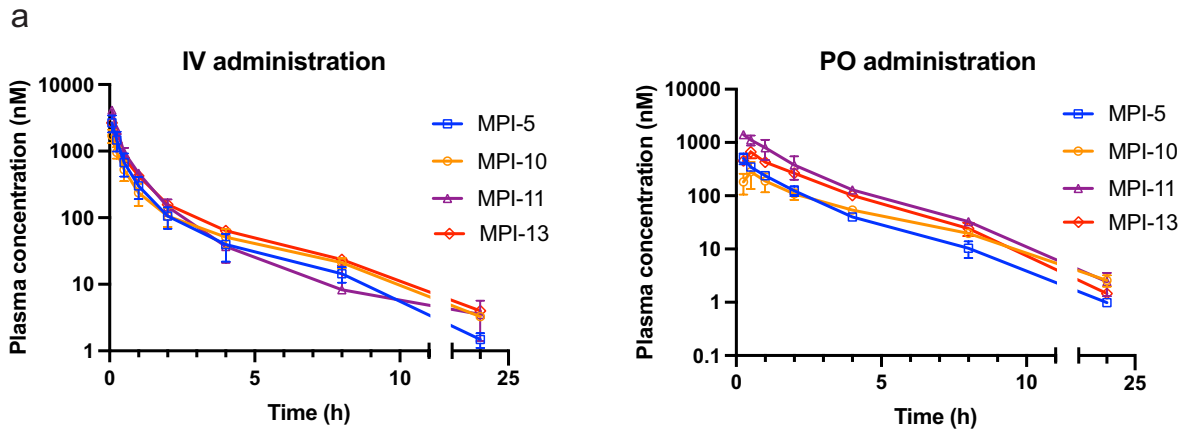 a
IV administration
Plasma concentration (nM)
10000
1000
100
10
1
0
5
10
25
Time (h)
MPI-5
MPI-10
MPI-11
MPI-13
PO administration
Plasma concentration (nM)
10000
1000
100
10
1
0.1
0
5
10
25
Time (h)
MPI-5
MPI-10
MPI-11
MPI-13